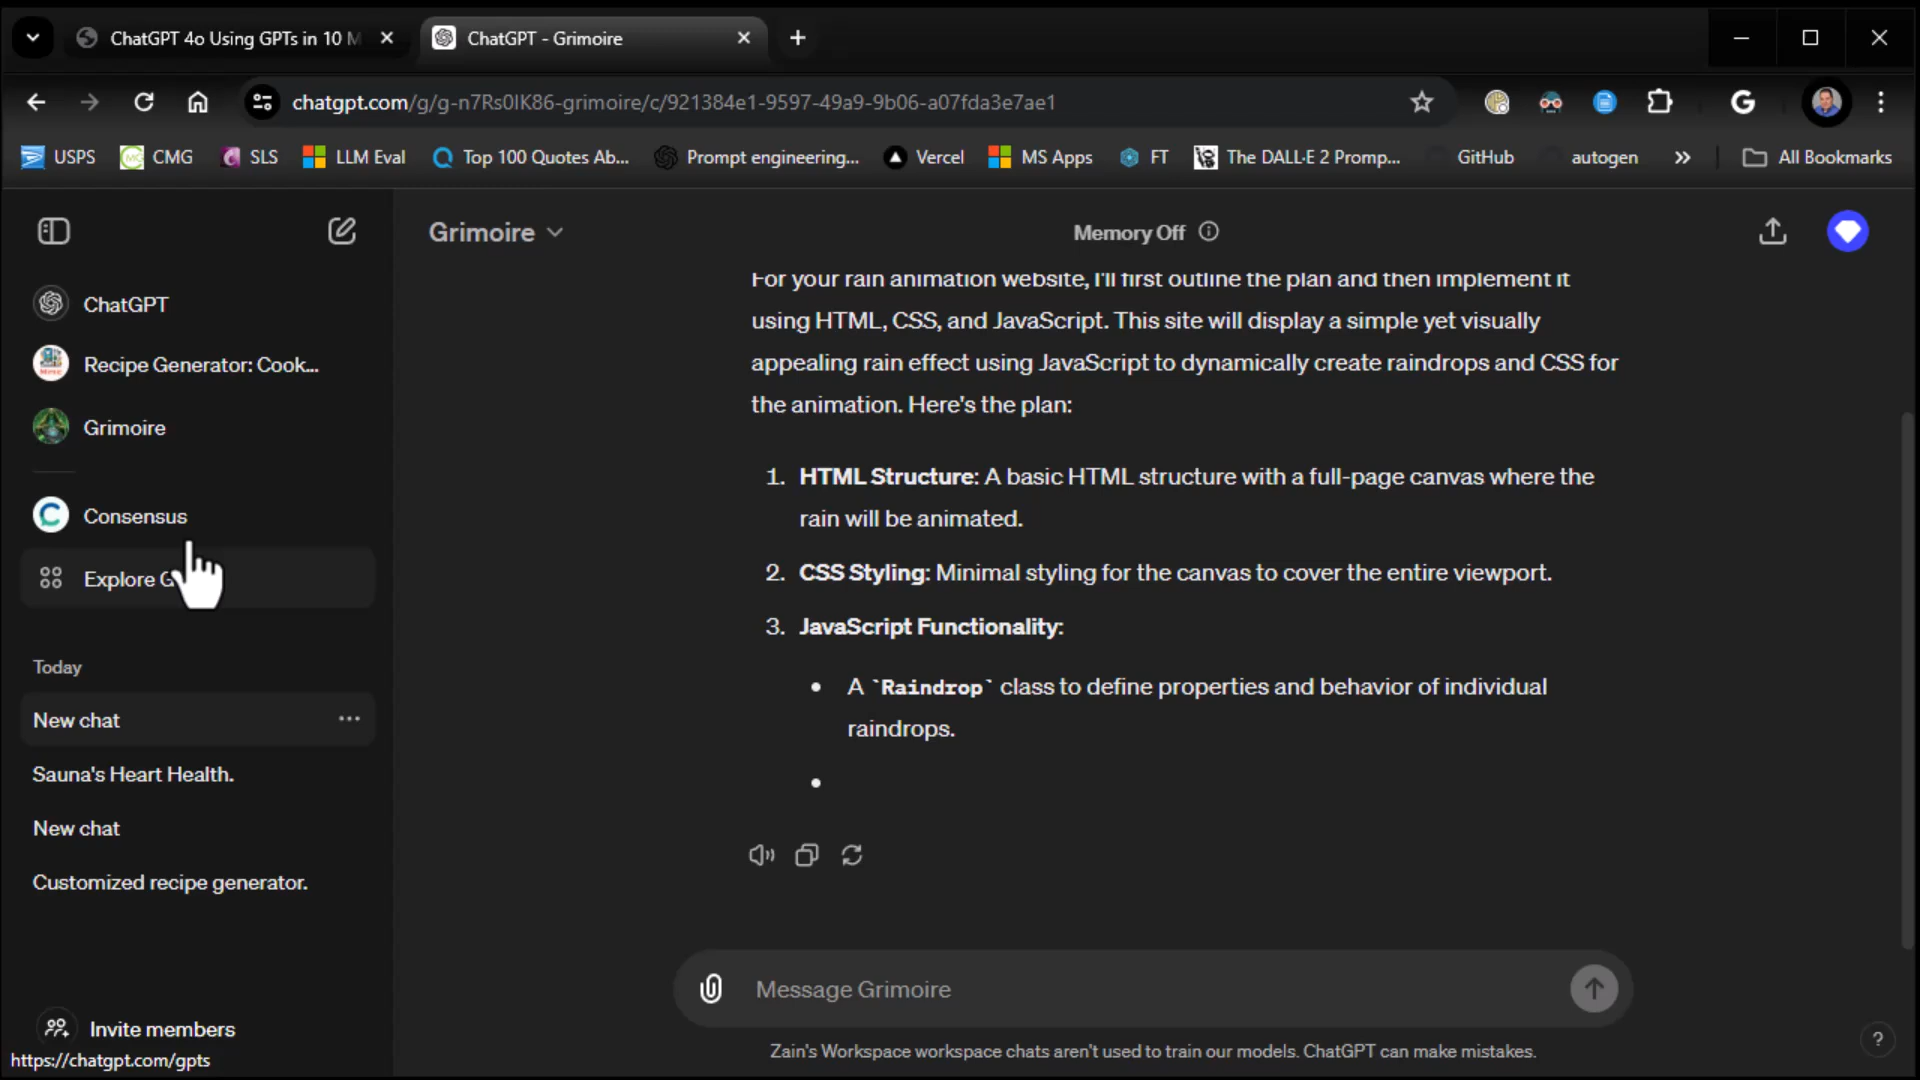 ChatGPT 4o Using GPTs in 10 M
ChatGPT - Grimoire
chatgpt.com/g/g-n7Rs0IK86-grimoire/c/921384e1-9597-49a9-9b06-a07fda3e7ae1
USPS
CMG
SLS
LLM Eval
Top 100 Quotes Ab...
Prompt engineering...
Vercel
MS Apps
FT
The DALL·E 2 Promp...
GitHub
autogen
All Bookmarks
Grimoire
Memory Off
ChatGPT
Recipe Generator: Cook...
Grimoire
Consensus
Explore G
Today
New chat
Sauna's Heart Health.
New chat
Customized recipe generator.
Invite members
https://chatgpt.com/gpts
For your rain animation website, I'll first outline the plan and then implement it
using HTML, CSS, and JavaScript. This site will display a simple yet visually
appealing rain effect using JavaScript to dynamically create raindrops and CSS for
the animation. Here's the plan:
1. HTML Structure: A basic HTML structure with a full-page canvas where the
rain will be animated.
2. CSS Styling: Minimal styling for the canvas to cover the entire viewport.
3. JavaScript Functionality:
• A `Raindrop` class to define properties and behavior of individual
raindrops.
•
Message Grimoire
Zain's Workspace workspace chats aren't used to train our models. ChatGPT can make mistakes.
?